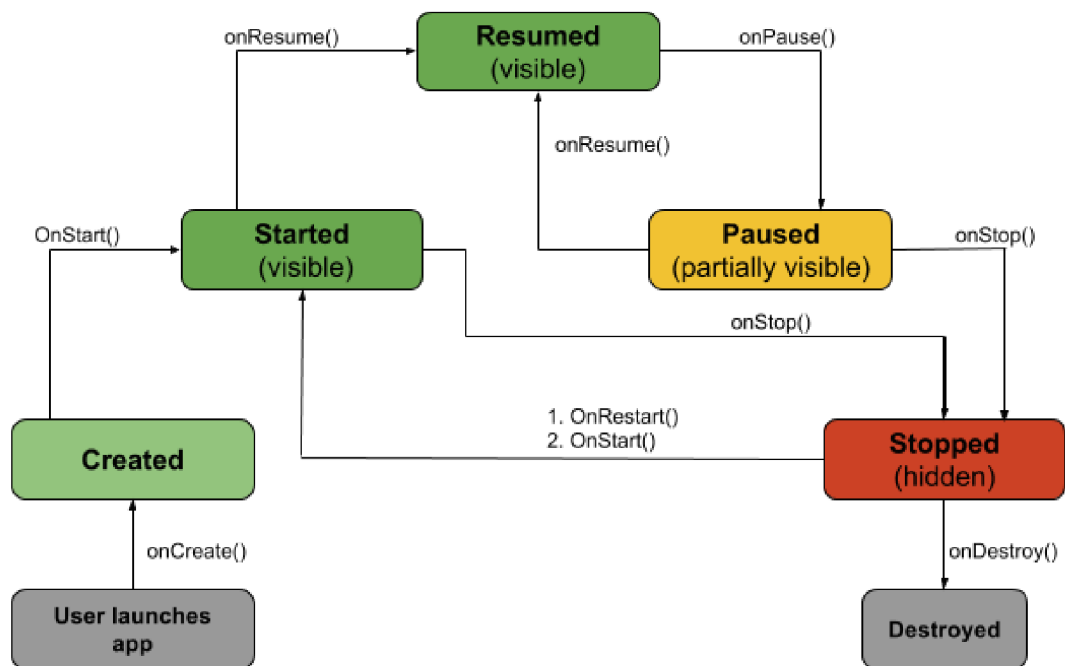 onResume()
Resumed
(visible)
onPause()
onResume()
OnStart()
Started
(visible)
Paused
(partially visible)
onStop()
onStop()
1. OnRestart()
2. OnStart()
Created
Stopped
(hidden)
onCreate()
onDestroy()
User launches
app
Destroyed